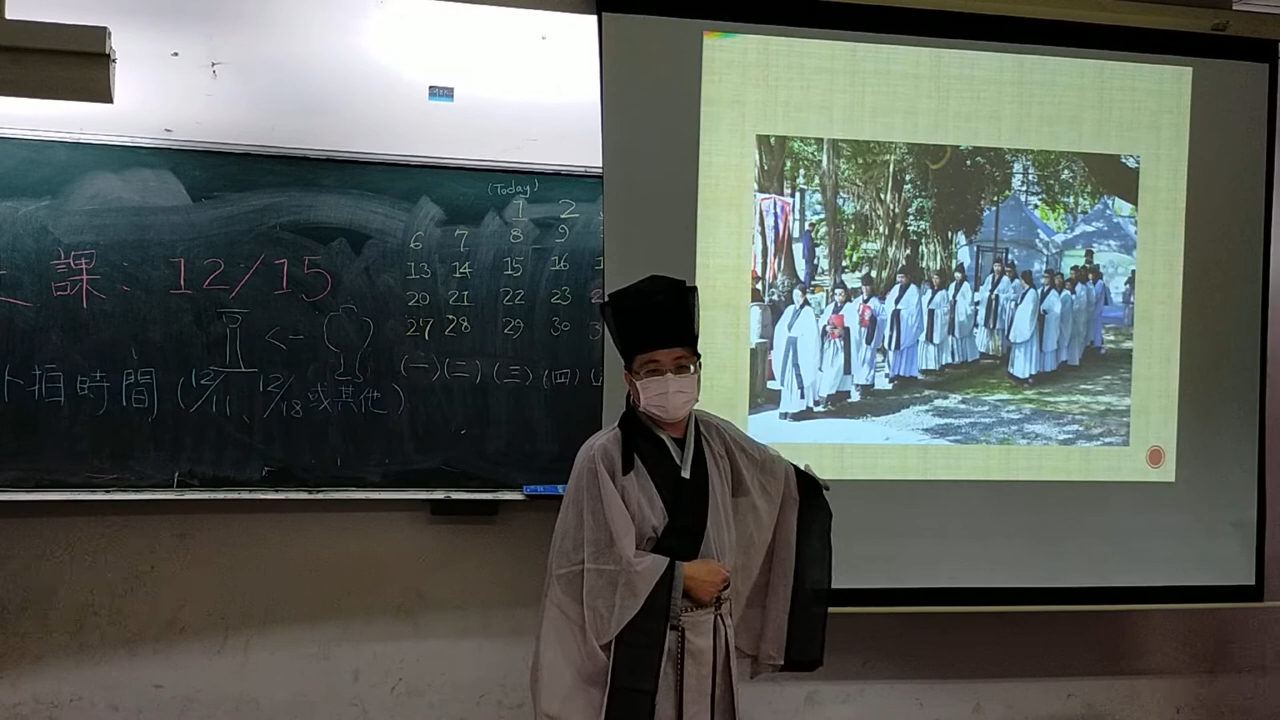 課: 12/15
外拍時間 (12/11、12/18或其他)
(Today)
1 2
6 7 8 9
13 14 15 16
20 21 22 23
27 28 29 30
(一) (二) (三) (四)